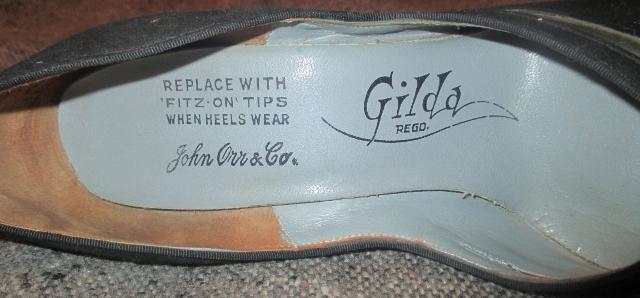 REPLACE WITH
'FITZ·ON' TIPS
WHEN HEELS WEAR
John Orr & Co.
Gilda
REGD.